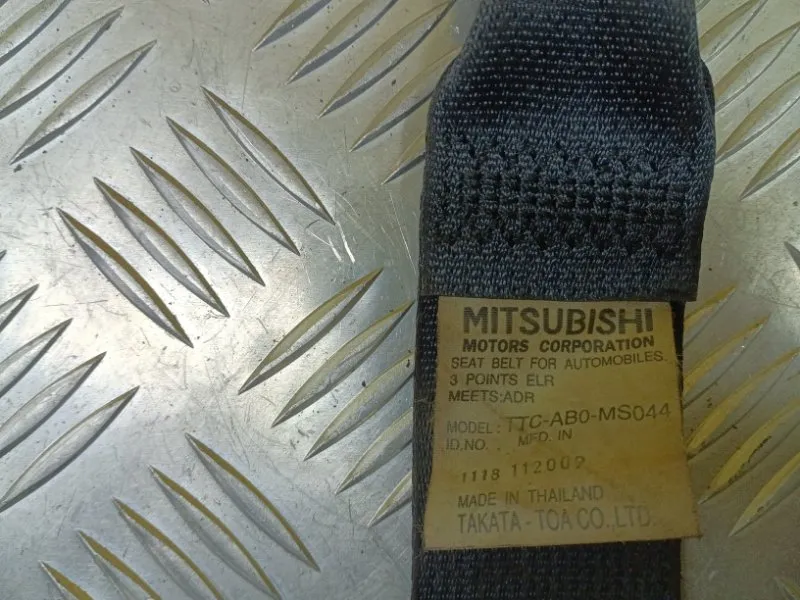 MITSUBISHI
MOTORS CORPORATION
SEAT BELT FOR AUTOMOBILES.
3 POINTS ELR
MEETS:ADR
MODEL: TTC-AB0-MS044
ID.NO. . MFD. IN
1118 112002
MADE IN THAILAND
TAKATA-TOA CO.,LTD.